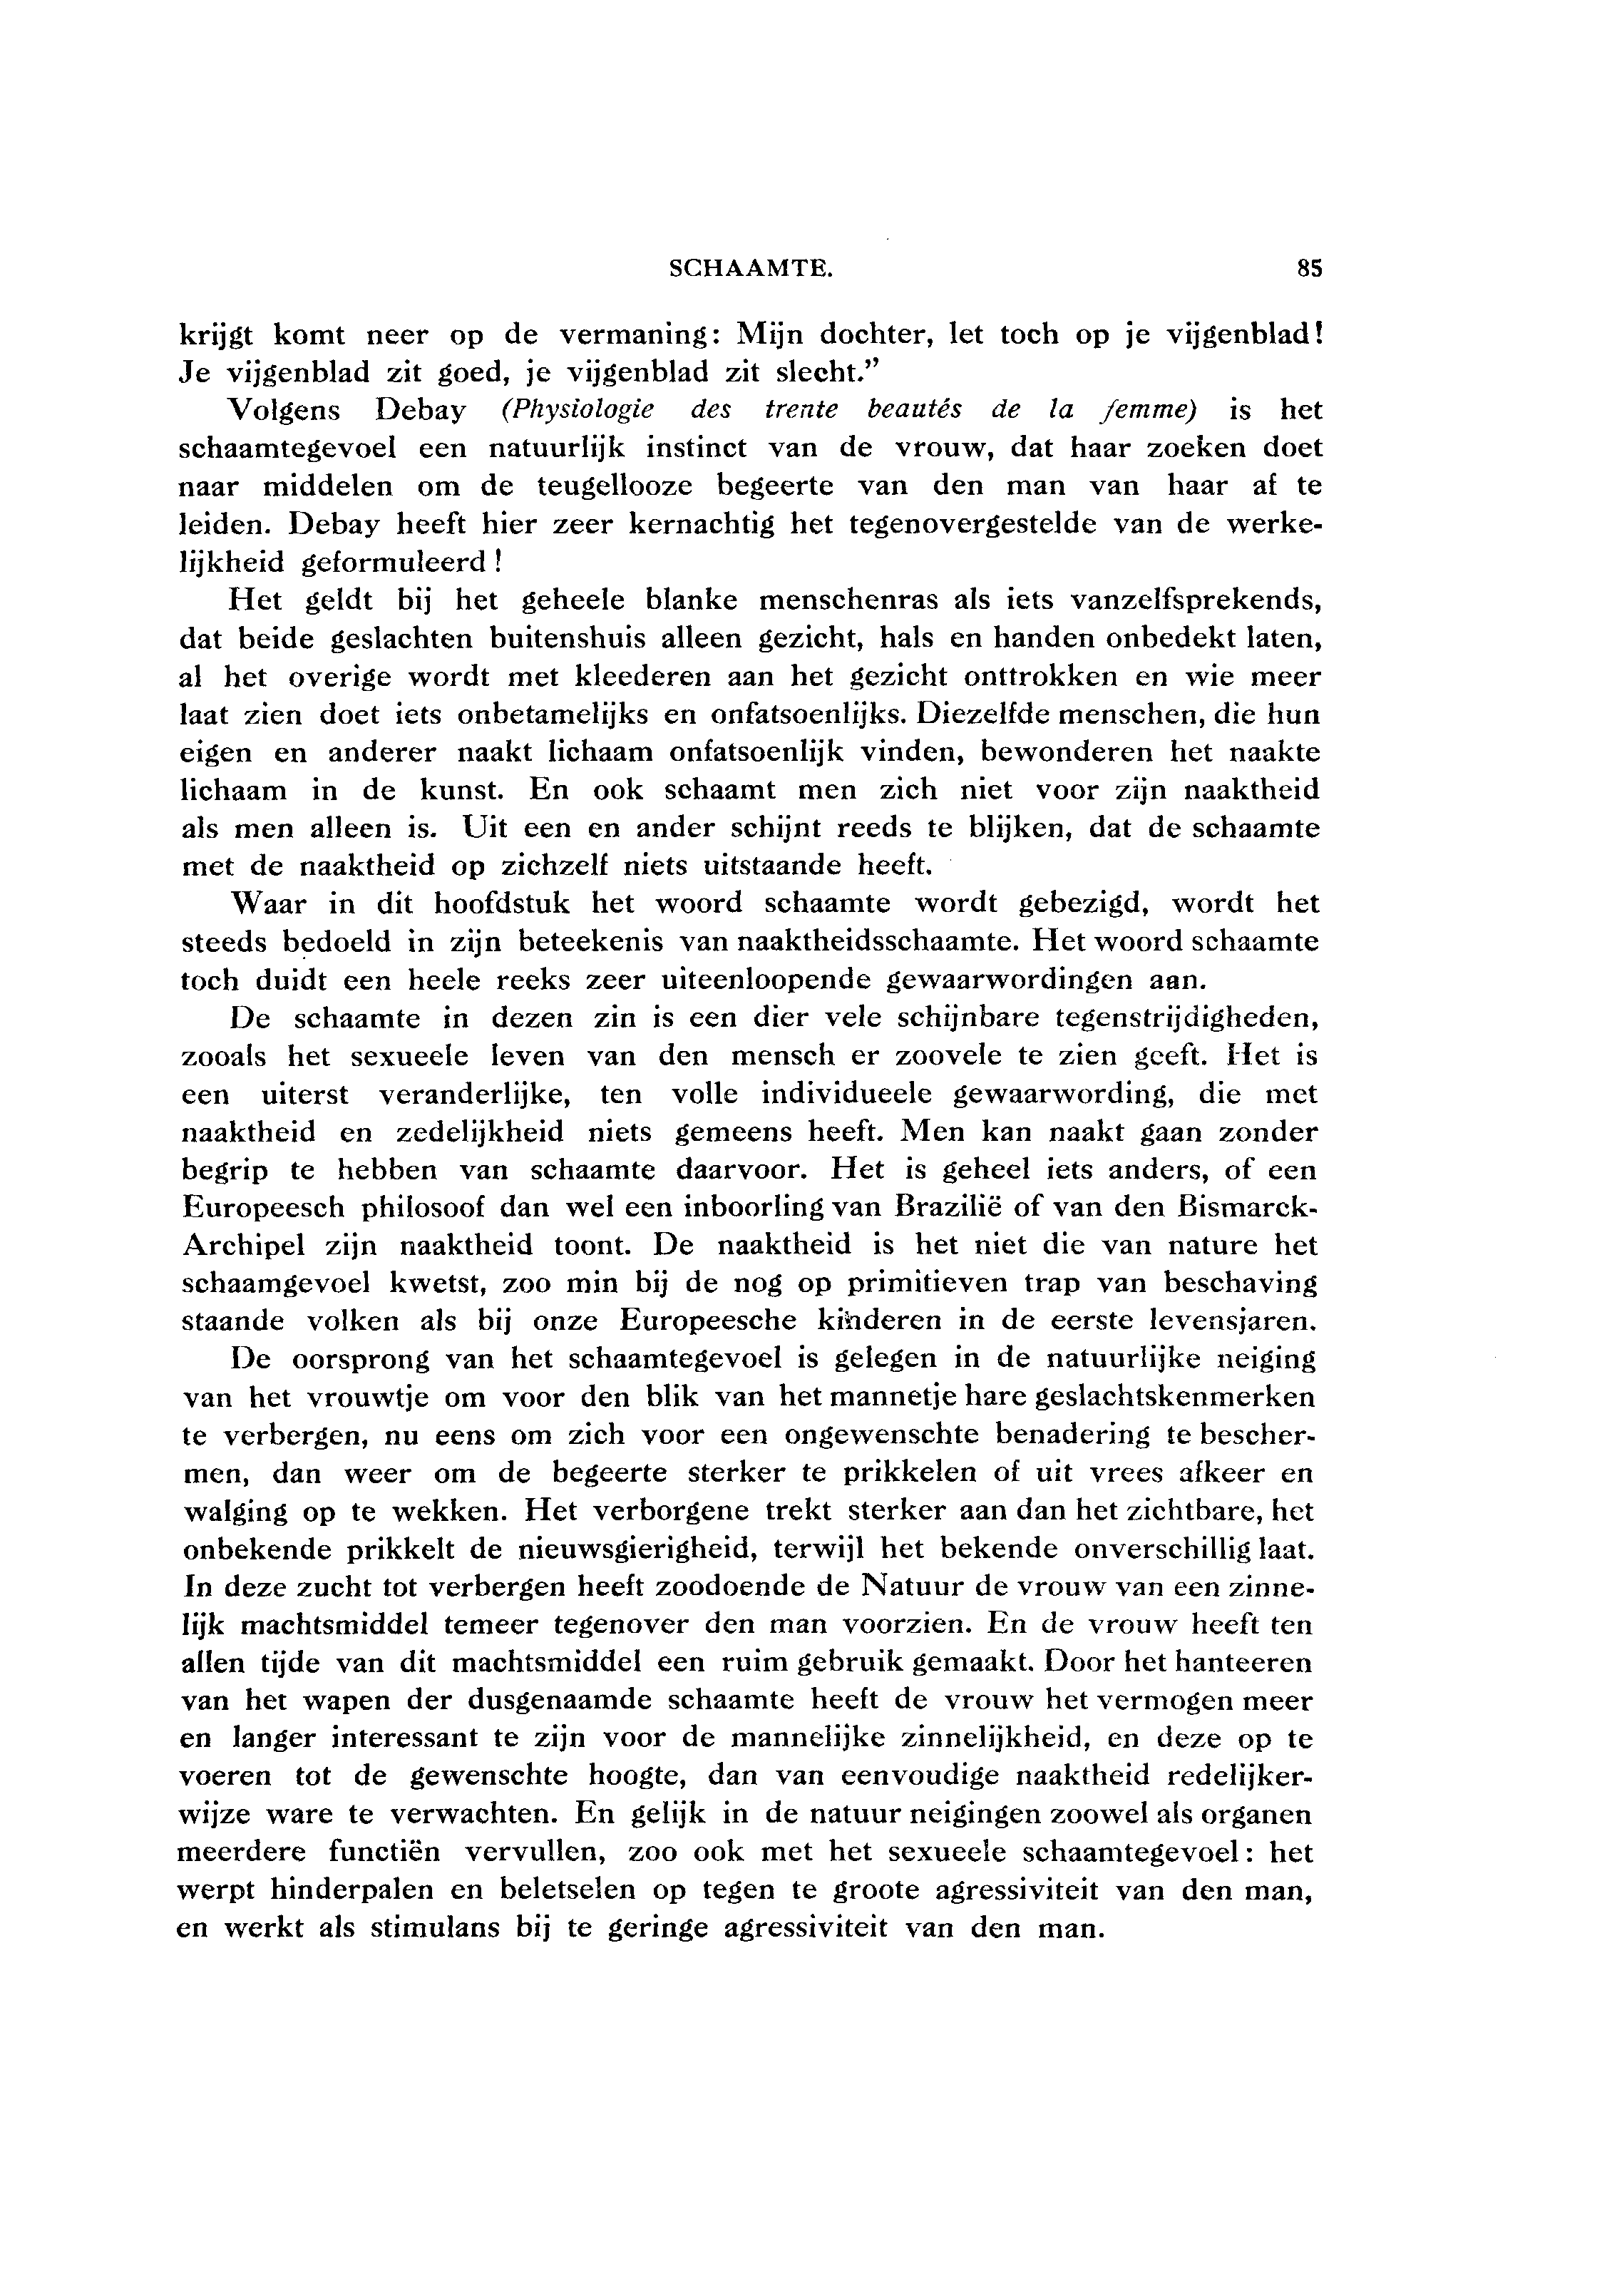 SCHAAMTE. 85
krijgt komt neer op de vermaning: Mijn dochter, let toch op je vijgenblad!
Je vijgenblad zit goed, je vijgenblad zit slecht.”
Volgens Debay (Physiologie des trente beautés de la femme) is het
schaamtegevoel een natuurlijk instinct van de vrouw, dat haar zoeken doet
naar middelen om de teugellooze begeerte van den man van haar af te
leiden. Debay heeft hier zeer kernachtig het tegenovergestelde van de werke-
lijkheid geformuleerd!
Het geldt bij het geheele blanke menschenras als iets vanzelfsprekends,
dat beide geslachten buitenshuis alleen gezicht, hals en handen onbedekt laten,
al het overige wordt met kleederen aan het gezicht onttrokken en wie meer
laat zien doet iets onbetamelijks en onfatsoenlijks. Diezelfde menschen, die hun
eigen en anderer naakt lichaam onfatsoenlijk vinden, bewonderen het naakte
lichaam in de kunst. En ook schaamt men zich niet voor zijn naaktheid
als men alleen is. Uit een en ander schijnt reeds te blijken, dat de schaamte
met de naaktheid op zichzelf niets uitstaande heeft.
Waar in dit hoofdstuk het woord schaamte wordt gebezigd, wordt het
steeds bedoeld in zijn beteekenis van naaktheidsschaamte. Het woord schaamte
toch duidt een heele reeks zeer uiteenloopende gewaarwordingen aan.
De schaamte in dezen zin is een dier vele schijnbare tegenstrijdigheden,
zooals het sexueele leven van den mensch er zoovele te zien geeft. Het is
een uiterst veranderlijke, ten volle individueele gewaarwording, die met
naaktheid en zedelijkheid niets gemeens heeft. Men kan naakt gaan zonder
begrip te hebben van schaamte daarvoor. Het is geheel iets anders, of een
Europeesch philosoof dan wel een inboorling van Brazilië of van den Bismarck-
Archipel zijn naaktheid toont. De naaktheid is het niet die van nature het
schaamgevoel kwetst, zoo min bij de nog op primitieven trap van beschaving
staande volken als bij onze Europeesche kinderen in de eerste levensjaren.
De oorsprong van het schaamtegevoel is gelegen in de natuurlijke neiging
van het vrouwtje om voor den blik van het mannetje hare geslachtskenmerken
te verbergen, nu eens om zich voor een ongewenschte benadering te bescher-
men, dan weer om de begeerte sterker te prikkelen of uit vrees afkeer en
walging op te wekken. Het verborgene trekt sterker aan dan het zichtbare, het
onbekende prikkelt de nieuwsgierigheid, terwijl het bekende onverschillig laat.
In deze zucht tot verbergen heeft zoodoende de Natuur de vrouw van een zinne-
lijk machtsmiddel temeer tegenover den man voorzien. En de vrouw heeft ten
allen tijde van dit machtsmiddel een ruim gebruik gemaakt. Door het hanteeren
van het wapen der dusgenaamde schaamte heeft de vrouw het vermogen meer
en langer interessant te zijn voor de mannelijke zinnelijkheid, en deze op te
voeren tot de gewenschte hoogte, dan van eenvoudige naaktheid redelijker-
wijze ware te verwachten. En gelijk in de natuur neigingen zoowel als organen
meerdere functiën vervullen, zoo ook met het sexueele schaamtegevoel: het
werpt hinderpalen en beletselen op tegen te groote agressiviteit van den man,
en werkt als stimulans bij te geringe agressiviteit van den man.